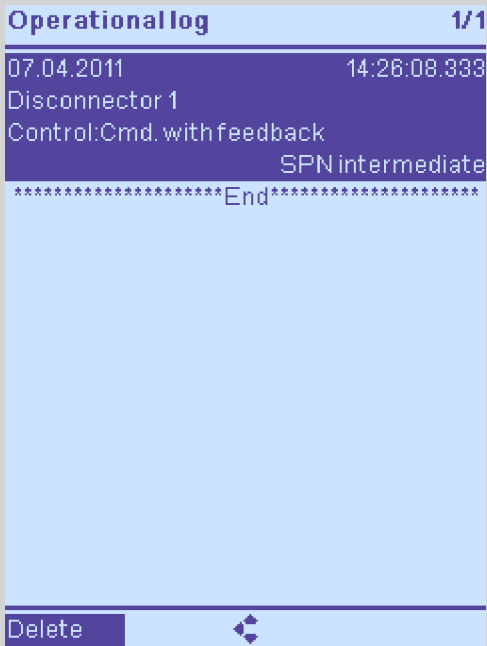 Operational log 1/1
07.04.2011 14:26:08.333
Disconnector 1
Control:Cmd. with feedback
SPN intermediate
*********************End*********************
Delete